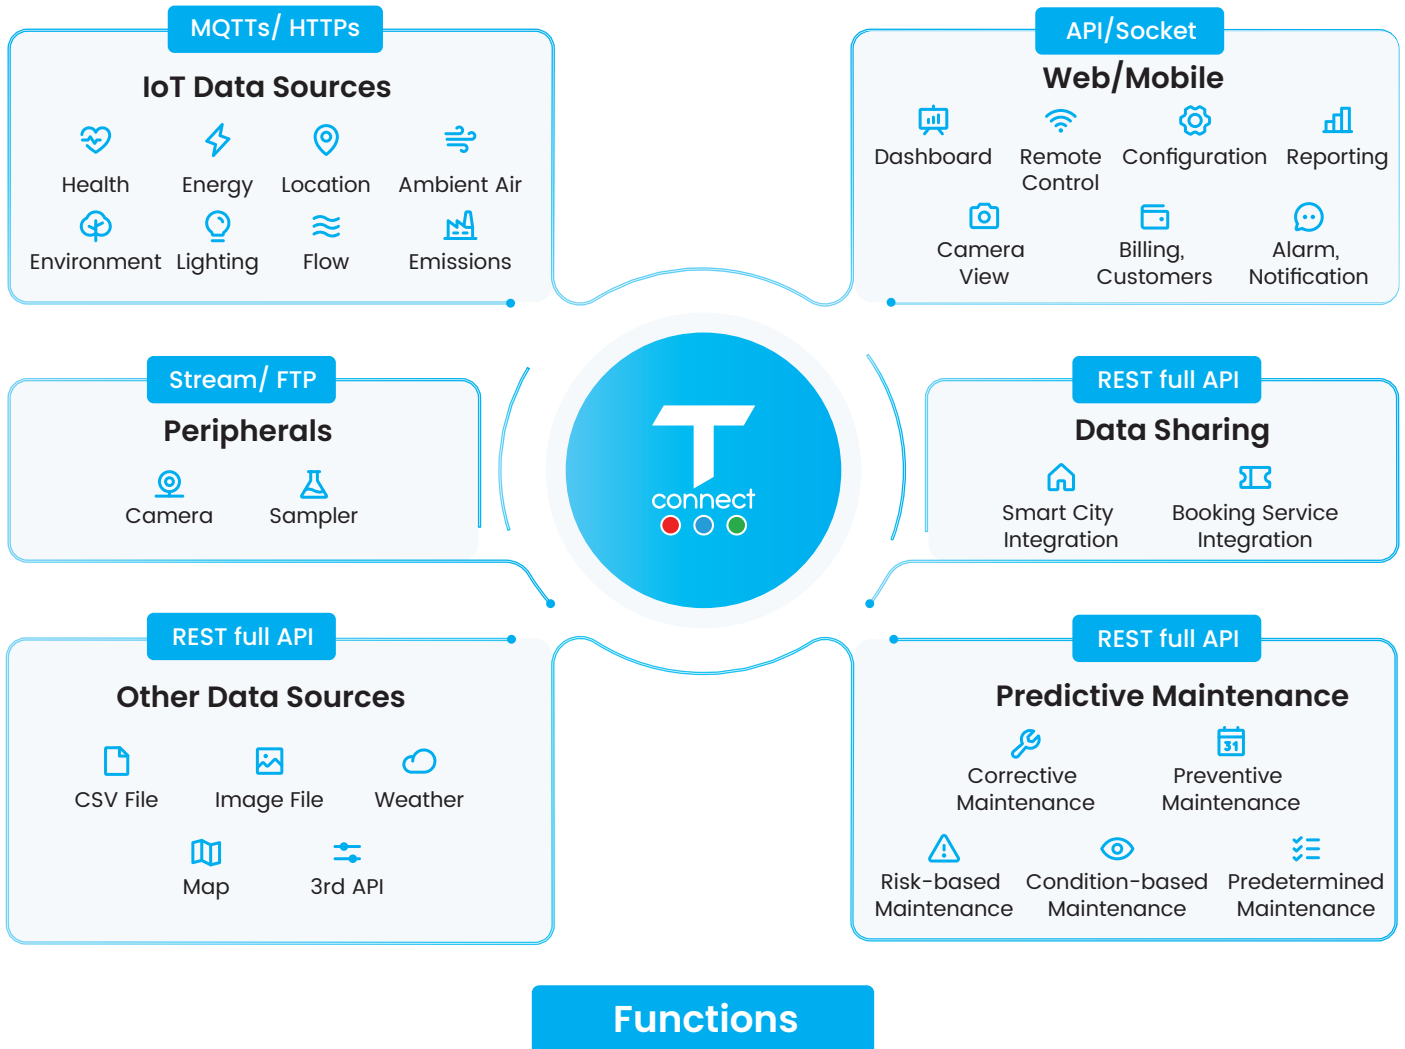 MQTTs/ HTTPs
IoT Data Sources
Health
Energy
Location
Ambient Air
Environment
Lighting
Flow
Emissions
API/Socket
Web/Mobile
Dashboard
Remote
Control
Configuration
Reporting
Camera
View
Billing,
Customers
Alarm,
Notification
Stream/ FTP
Peripherals
Camera
Sampler
T
connect
REST full API
Data Sharing
Smart City
Integration
Booking Service
Integration
REST full API
Other Data Sources
CSV File
Image File
Weather
Map
3rd API
REST full API
Predictive Maintenance
Corrective
Maintenance
31
Preventive
Maintenance
Risk-based
Maintenance
Condition-based
Maintenance
Predetermined
Maintenance
Functions